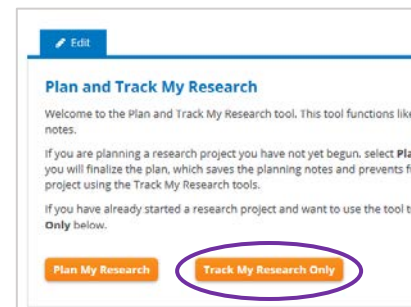 Edit
Plan and Track My Research
Welcome to the Plan and Track My Research tool. This tool functions like
notes.
If you are planning a research project you have not yet begun, select
you will finalize the plan, which saves the planning notes and prevents
project using the Track My Research tools.
If you have already started a research project and want to use the tool
Only below.
Plan My Research
Track My Research Only